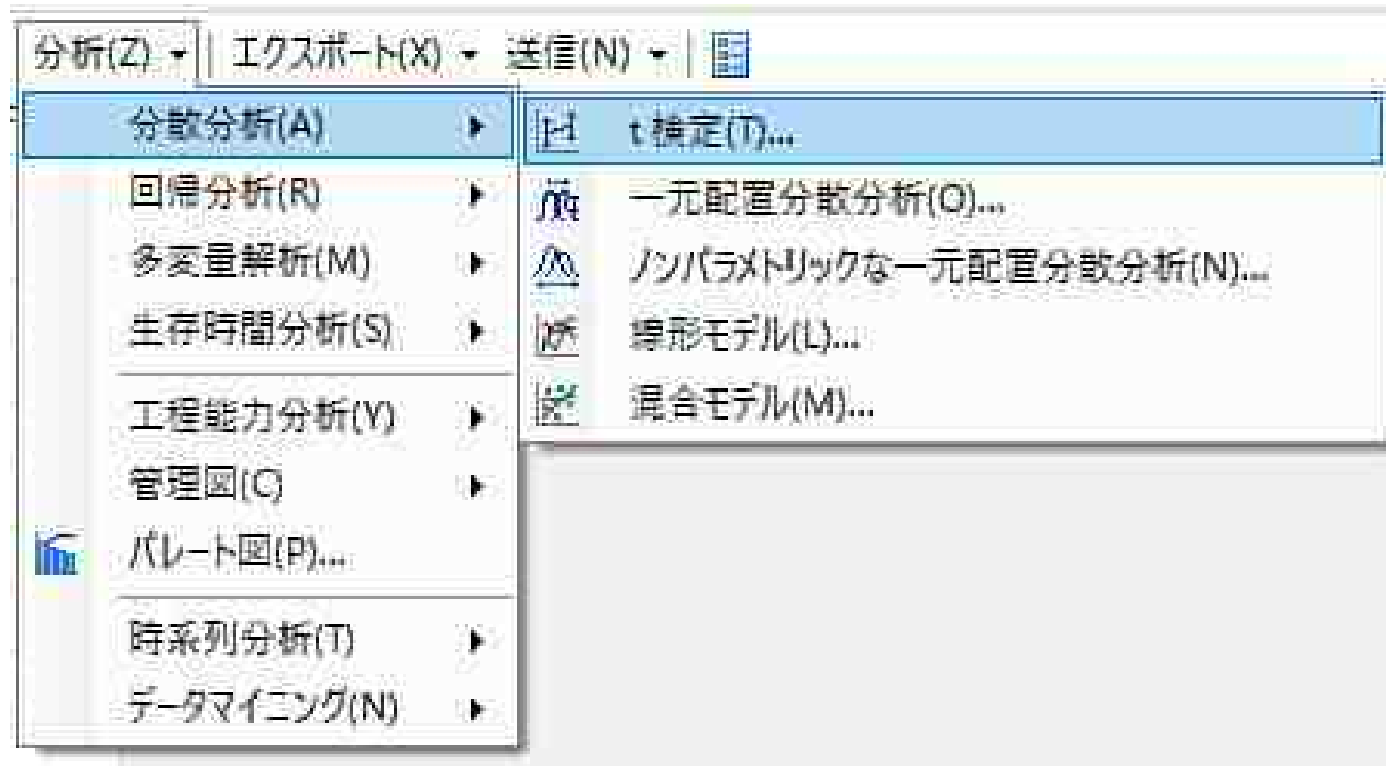 分析(Z) エクスポート(X) 送信(N)
分散分析(A)
回帰分析(R)
多変量解析(M)
生存時間分析(S)
工程能力分析(Y)
管理図(C)
パレート図(P)...
時系列分析(T)
データマイニング(N)
t 検定(T)...
一元配置分散分析(O)...
ノンパラメトリックな一元配置分散分析(N)...
線形モデル(L)...
混合モデル(M)...